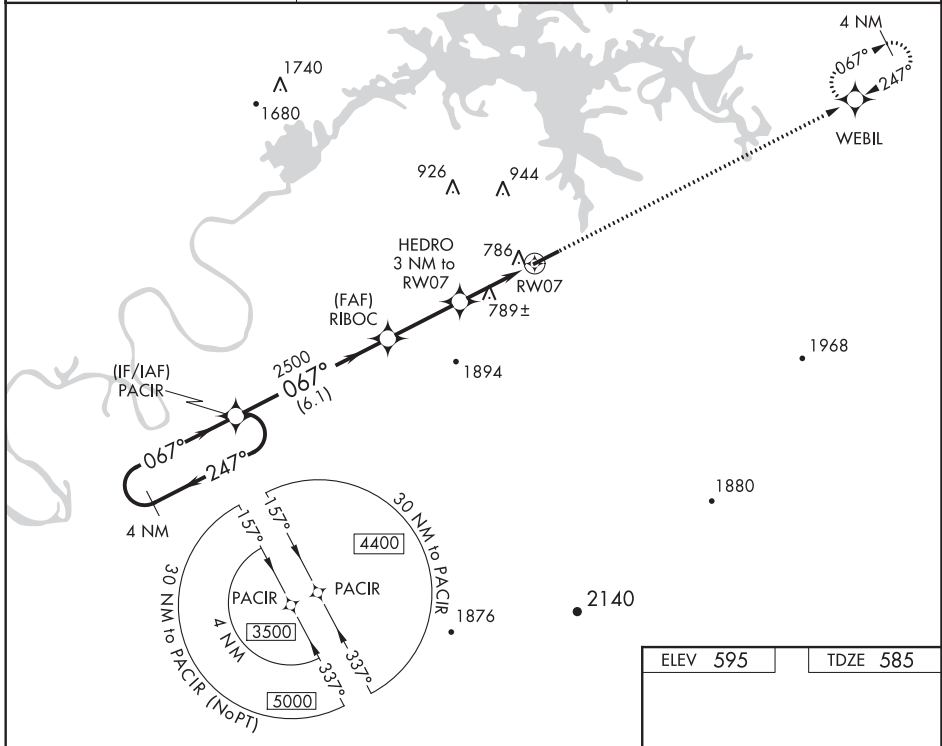 4 NM
067°
247°
WEBIL
1740
1680
926
944
HEDRO
3 NM to
RW07
786
RW07
789±
(FAF)
RIBOC
1894
1968
(IF/IAF)
PACIR
2500
067°
(6.1)
067°
247°
4 NM
1880
157°
157°
30 NM to PACIR
4400
PACIR
PACIR
4 NM
3500
30 NM to PACIR (NoPT)
337°
337°
5000
1876
2140
ELEV 595
TDZE 585